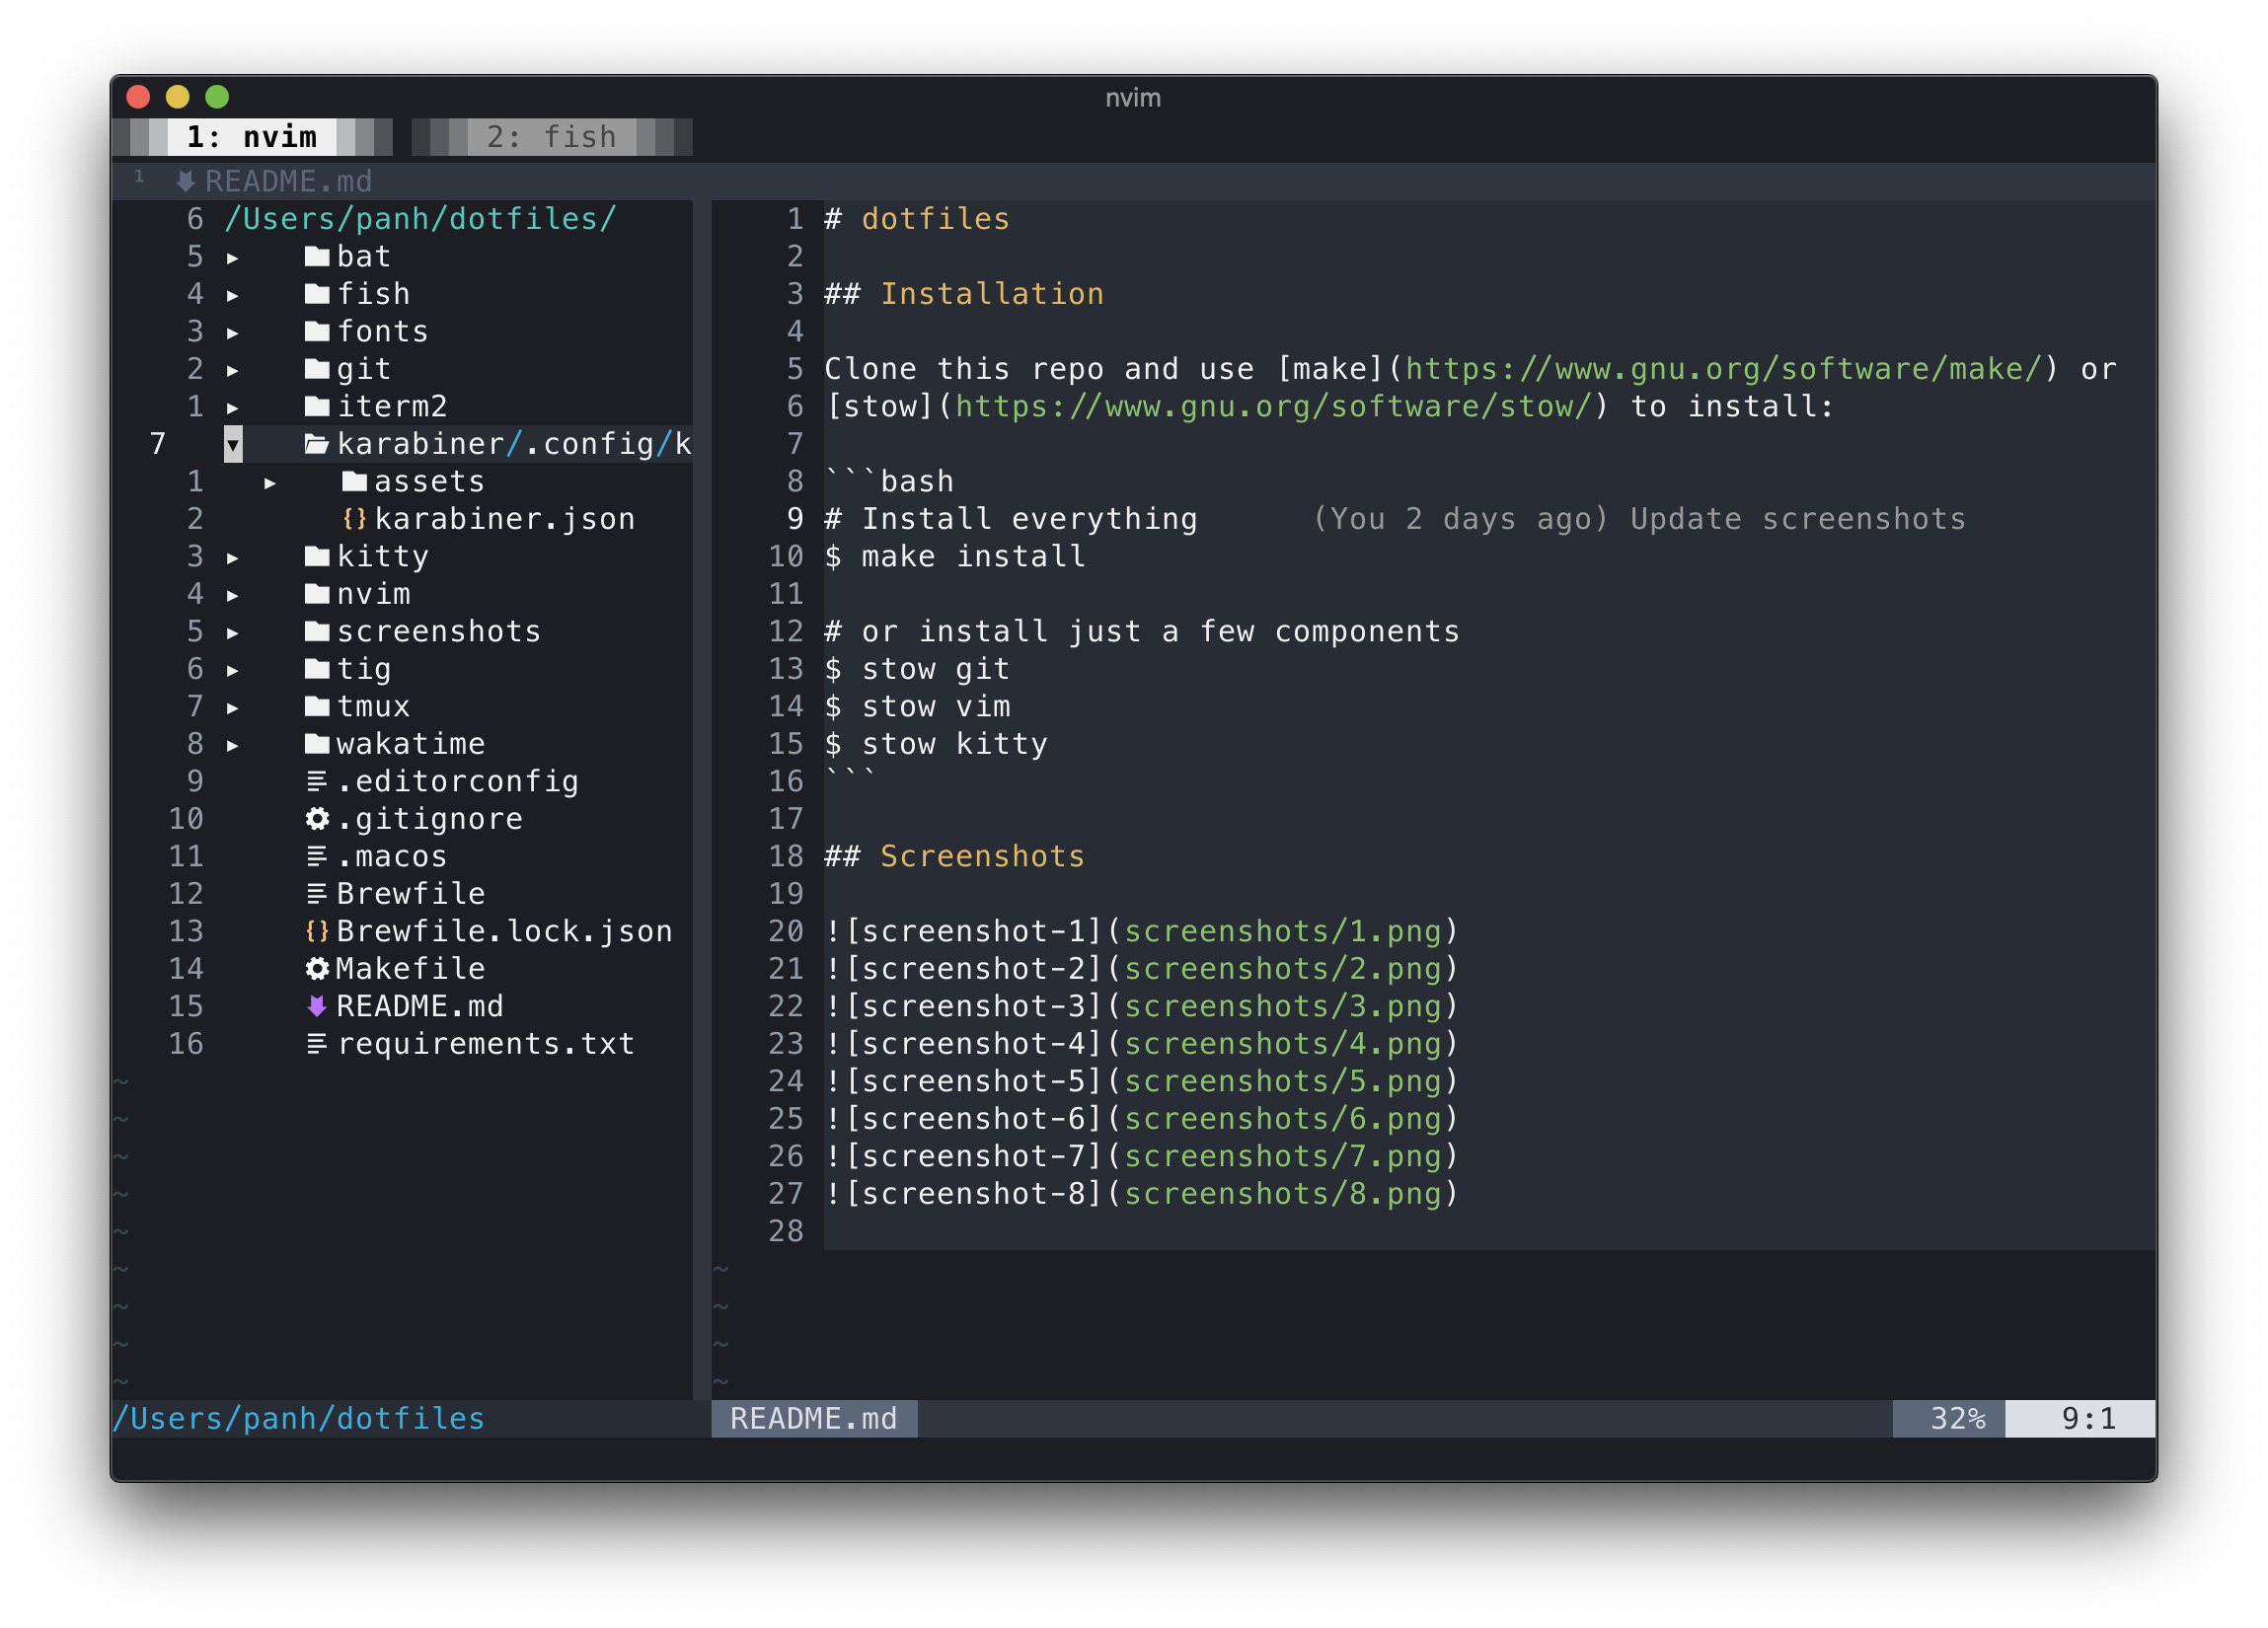 nvim
1: nvim 2: fish
1 README.md
6 /Users/panh/dotfiles/
5 ▸ bat
4 ▸ fish
3 ▸ fonts
2 ▸ git
1 ▸ iterm2
7 ▾ karabiner/.config/k
1 ▸ assets
2 {} karabiner.json
3 ▸ kitty
4 ▸ nvim
5 ▸ screenshots
6 ▸ tig
7 ▸ tmux
8 ▸ wakatime
9 .editorconfig
10 .gitignore
11 .macos
12 Brewfile
13 {} Brewfile.lock.json
14 Makefile
15 README.md
16 requirements.txt
~
~
~
~
~
~
~
~
~
/Users/panh/dotfiles
1 # dotfiles
2
3 ## Installation
4
5 Clone this repo and use [make](https://www.gnu.org/software/make/) or
6 [stow](https://www.gnu.org/software/stow/) to install:
7
8 ```bash
9 # Install everything (You 2 days ago) Update screenshots
10 $ make install
11
12 # or install just a few components
13 $ stow git
14 $ stow vim
15 $ stow kitty
16 ```
17
18 ## Screenshots
19
20 ![screenshot-1](screenshots/1.png)
21 ![screenshot-2](screenshots/2.png)
22 ![screenshot-3](screenshots/3.png)
23 ![screenshot-4](screenshots/4.png)
24 ![screenshot-5](screenshots/5.png)
25 ![screenshot-6](screenshots/6.png)
26 ![screenshot-7](screenshots/7.png)
27 ![screenshot-8](screenshots/8.png)
28
~
~
~
~
README.md 32% 9:1